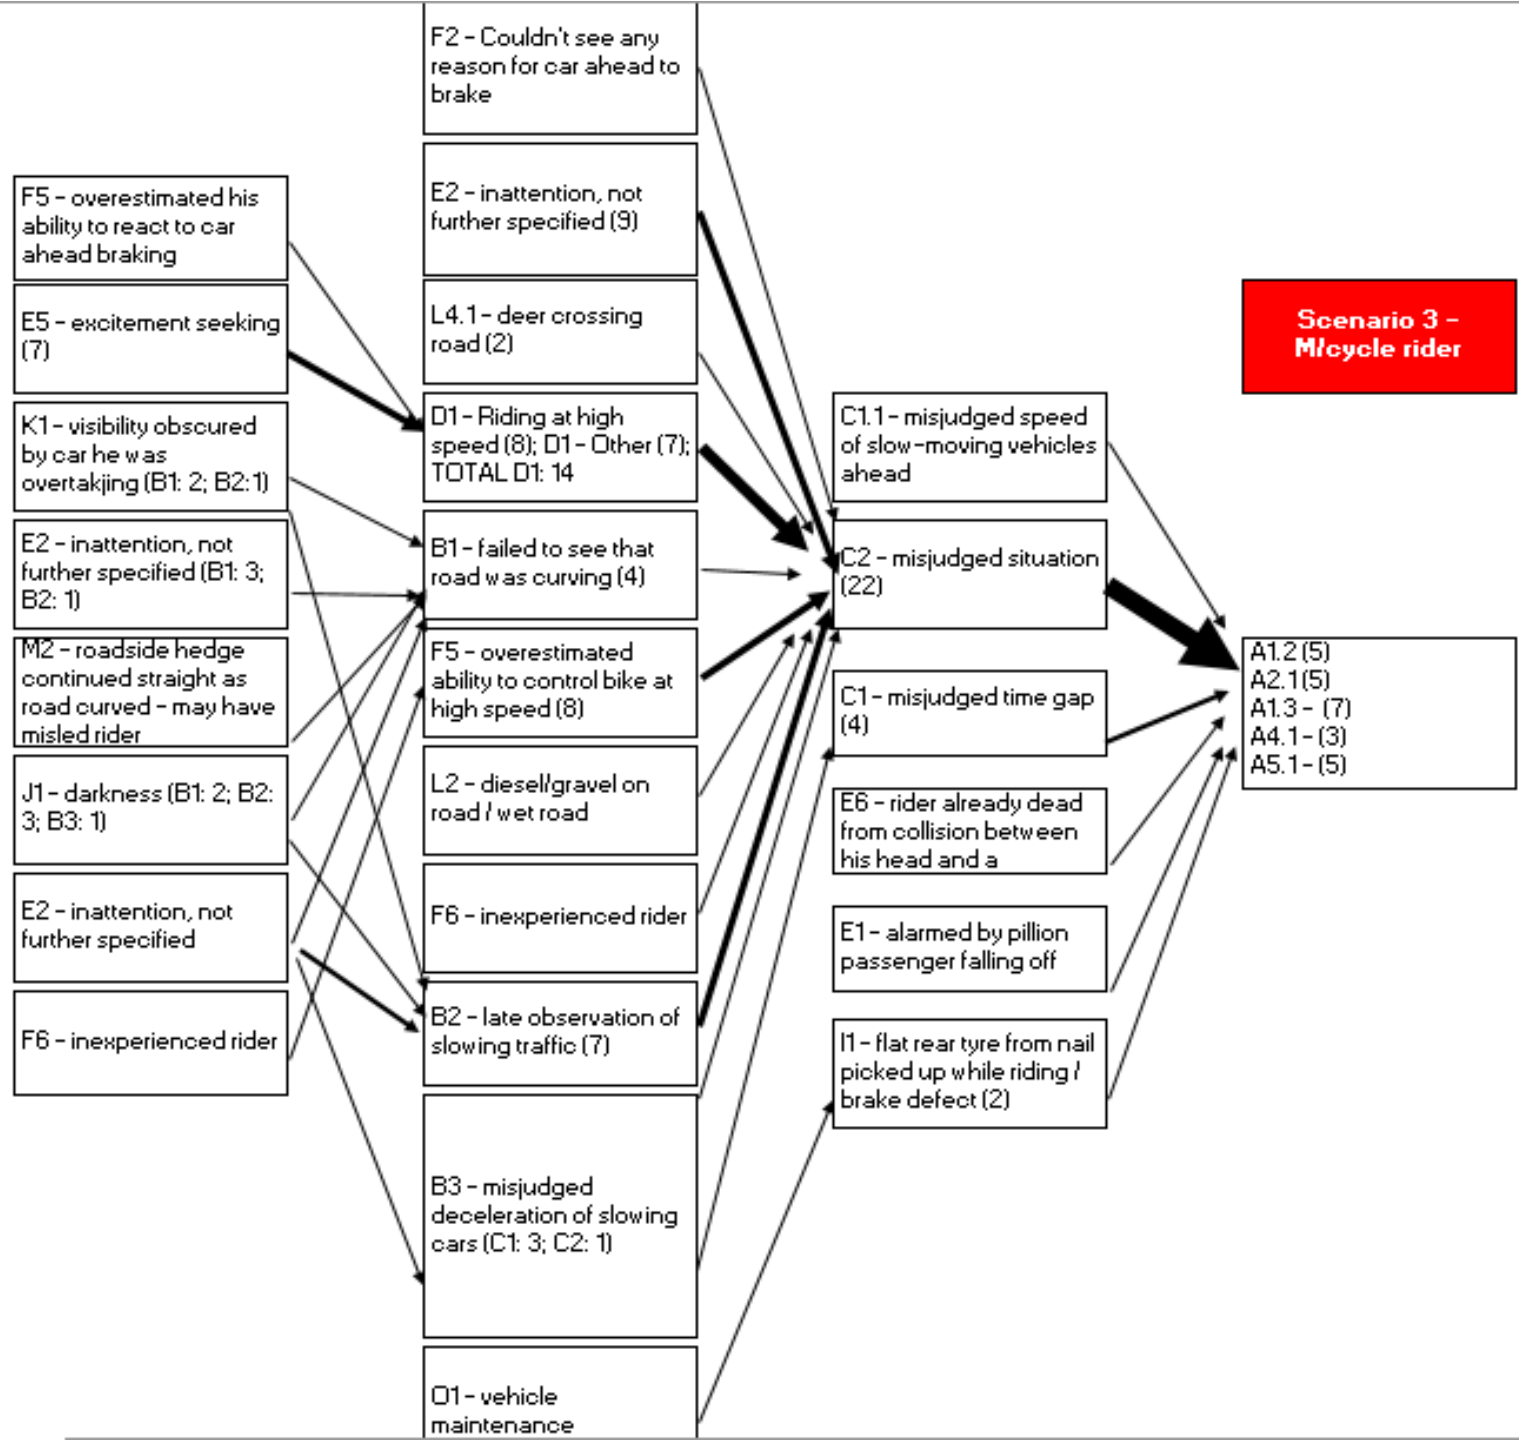 F2 – Couldn't see any
reason for car ahead to
brake
E2 – inattention, not
further specified (9)
L4.1 – deer crossing
road (2)
D1 – Riding at high
speed (8); D1 – Other (7);
TOTAL D1: 14
B1 – failed to see that
road was curving (4)
F5 – overestimated
ability to control bike at
high speed (8)
L2 – diesel/gravel on
road / wet road
F6 – inexperienced rider
B2 – late observation of
slowing traffic (7)
B3 – misjudged
deceleration of slowing
cars (C1: 3; C2: 1)
O1 – vehicle
maintenance
F5 – overestimated his
ability to react to car
ahead braking
E5 – excitement seeking
(7)
K1 – visibility obscured
by car he was
overtakjing (B1: 2; B2:1)
E2 – inattention, not
further specified (B1: 3;
B2: 1)
M2 – roadside hedge
continued straight as
road curved – may have
misled rider
J1 – darkness (B1: 2; B2:
3; B3: 1)
E2 – inattention, not
further specified
F6 – inexperienced rider
C1.1 – misjudged speed
of slow-moving vehicles
ahead
C2 – misjudged situation
(22)
C1 – misjudged time gap
(4)
E6 – rider already dead
from collision between
his head and a
E1 – alarmed by pillion
passenger falling off
I1 – flat rear tyre from nail
picked up while riding /
brake defect (2)
Scenario 3 –
M/cycle rider
A1.2 (5)
A2.1 (5)
A1.3 – (7)
A4.1 – (3)
A5.1 – (5)